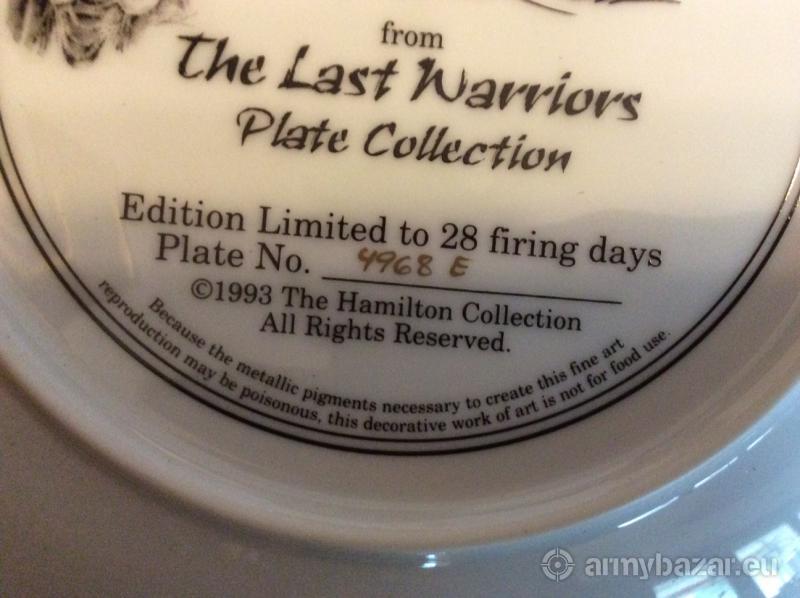 from
The Last Warriors
Plate Collection
Edition Limited to 28 firing days
Plate No. 4968 E
©1993 The Hamilton Collection
All Rights Reserved.
Because the metallic pigments necessary to create this fine art
reproduction may be poisonous, this decorative work of art is not for food use.
armybazar.eu